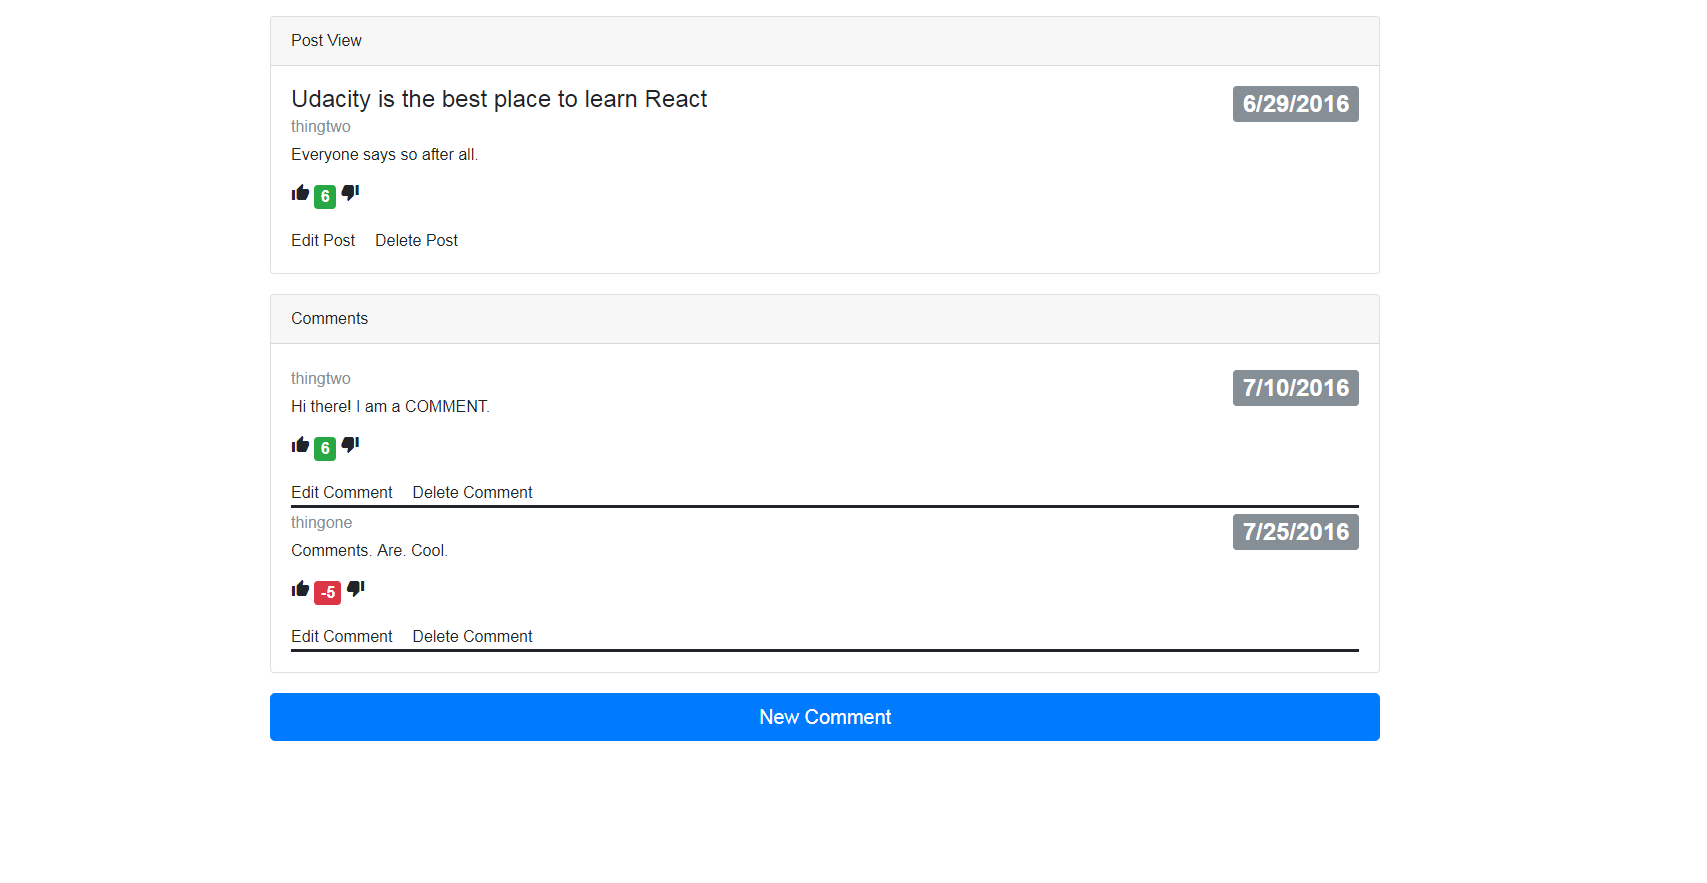 Post View
Udacity is the best place to learn React
6/29/2016
thingtwo
Everyone says so after all.
6
Edit Post Delete Post
Comments
thingtwo
7/10/2016
Hi there! I am a COMMENT.
6
Edit Comment Delete Comment
thingone
7/25/2016
Comments. Are. Cool.
-5
Edit Comment Delete Comment
New Comment